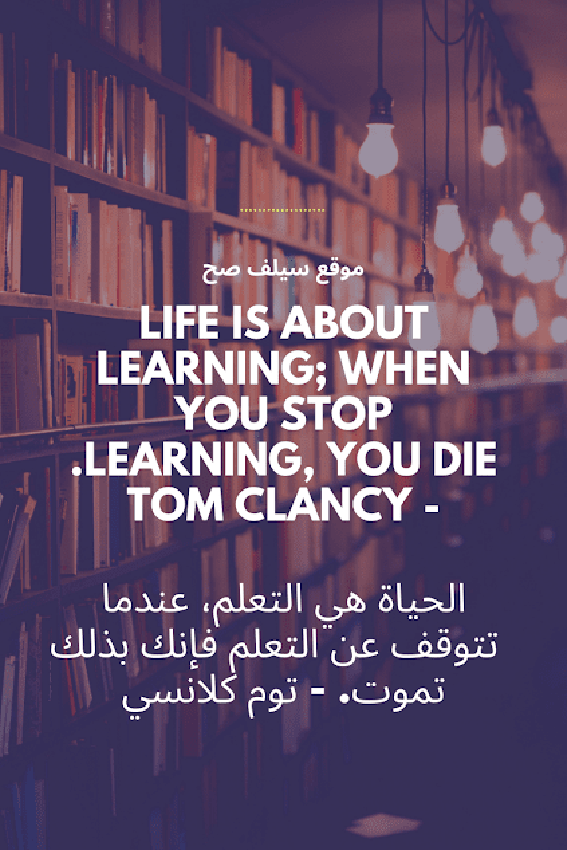 موقع سيلف صح
LIFE IS ABOUT
LEARNING; WHEN
YOU STOP
.LEARNING, YOU DIE
TOM CLANCY -
الحياة هي التعلم، عندما
تتوقف عن التعلم فإنك بذلك
تموت. - توم كلانسي